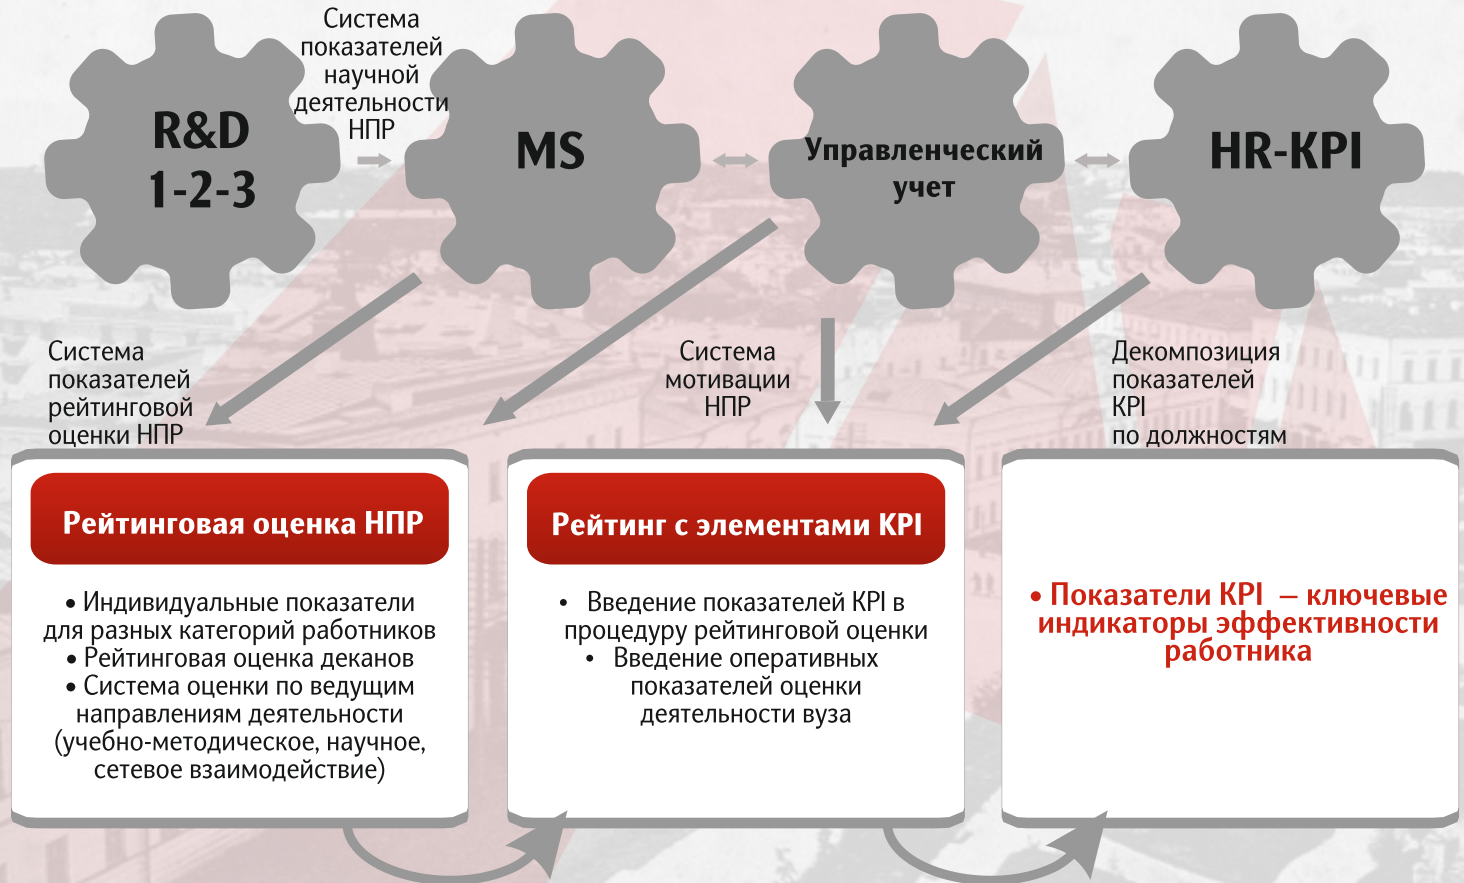 Система
показателей
научной
деятельности
НПР
R&D
1-2-3
MS
Управленческий
учет
HR-KPI
Система
показателей
рейтинговой
оценки НПР
Система
мотивации
НПР
Декомпозиция
показателей
KPI
по должностям
Рейтинговая оценка НПР
• Индивидуальные показатели
для разных категорий работников
• Рейтинговая оценка деканов
• Система оценки по ведущим
направлениям деятельности
(учебно-методическое, научное,
сетевое взаимодействие)
Рейтинг с элементами KPI
• Введение показателей KPI в
процедуру рейтинговой оценки
• Введение оперативных
показателей оценки
деятельности вуза
• Показатели KPI – ключевые
индикаторы эффективности
работника